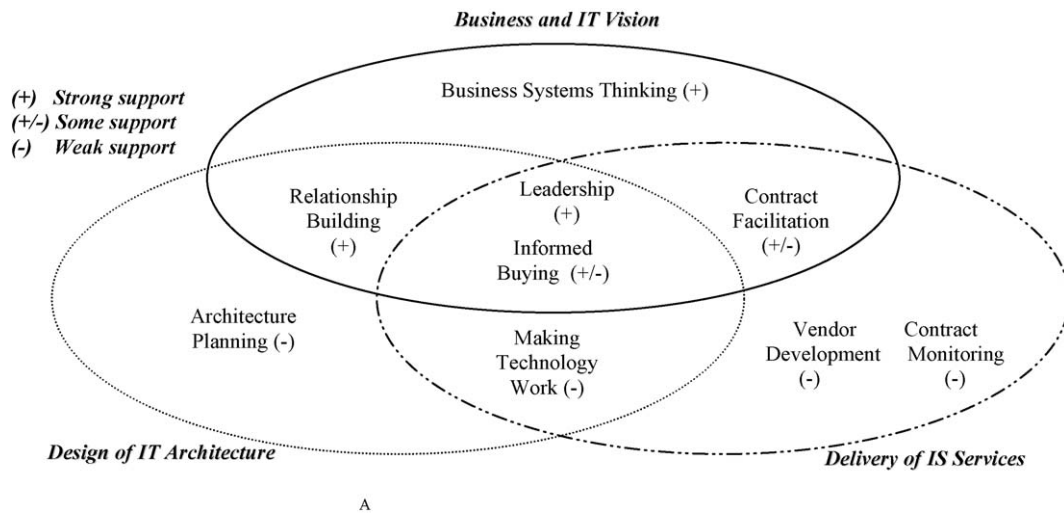 Business and IT Vision
(+) Strong support
(+/-) Some support
(-) Weak support
Business Systems Thinking (+)
Relationship
Building
(+)
Leadership
(+)
Informed
Buying (+/-)
Contract
Facilitation
(+/-)
Architecture
Planning (-)
Making
Technology
Work (-)
Vendor
Development
(-)
Contract
Monitoring
(-)
Design of IT Architecture
Delivery of IS Services
A